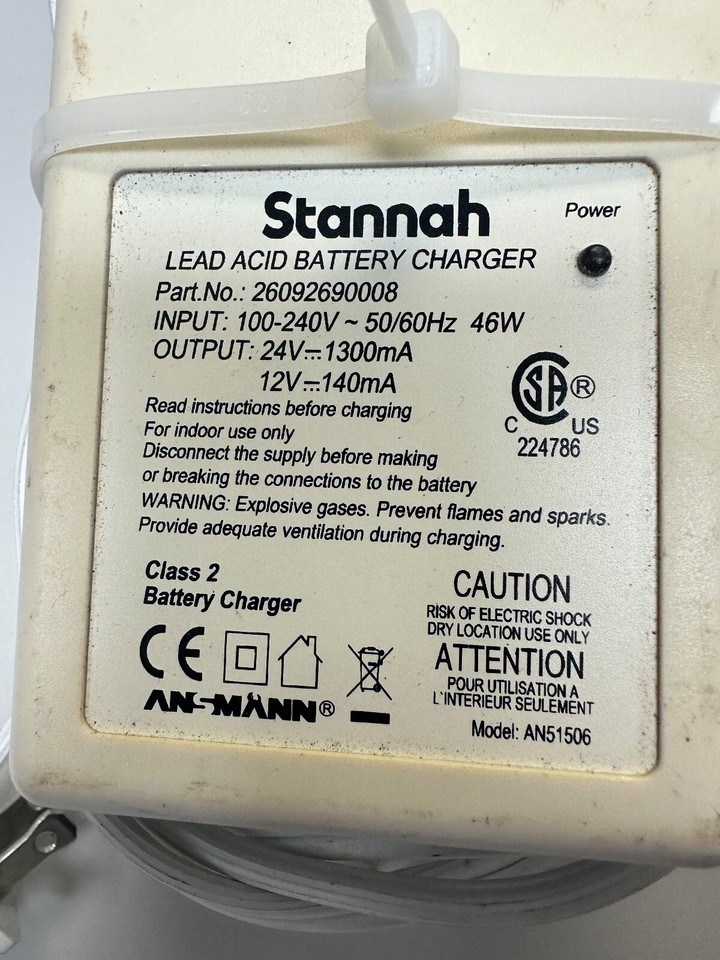 Stannah
Power
LEAD ACID BATTERY CHARGER
Part.No.: 26092690008
INPUT: 100-240V ~ 50/60Hz 46W
OUTPUT: 24V⎓1300mA
12V⎓140mA
Read instructions before charging
For indoor use only
Disconnect the supply before making
or breaking the connections to the battery
WARNING: Explosive gases. Prevent flames and sparks.
Provide adequate ventilation during charging.
SA®
C US
224786
Class 2
Battery Charger
CE
ANSMANN®
CAUTION
RISK OF ELECTRIC SHOCK
DRY LOCATION USE ONLY
ATTENTION
POUR UTILISATION A
L`INTERIEUR SEULEMENT
Model: AN51506